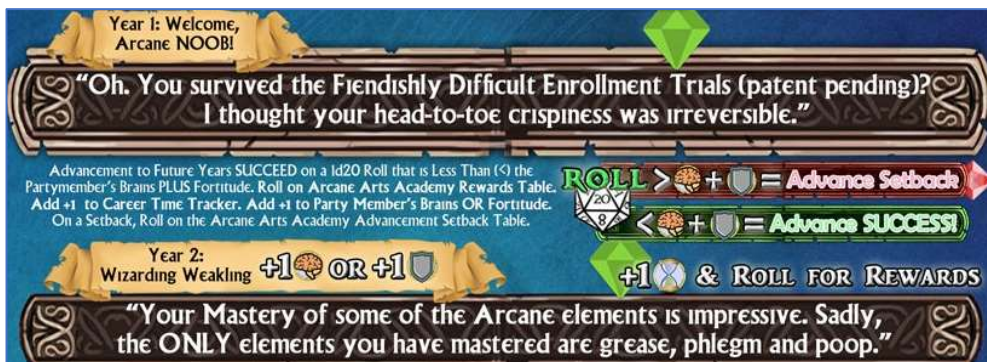 Year 1: Welcome,
Arcane NOOB!
“Oh. You survived the Fiendishly Difficult Enrollment Trials (patent pending)?
I thought your head-to-toe crispiness was irreversible.”
Advancement to Future Years SUCCEED on a 1d20 Roll that is Less Than (<) the
Partymember's Brains PLUS Fortitude. Roll on Arcane Arts Academy Rewards Table.
Add +1 to Career Time Tracker. Add +1 to Party Member's Brains OR Fortitude.
On a Setback, Roll on the Arcane Arts Academy Advancement Setback Table.
ROLL > + = Advance Setback
20
8
< + = Advance SUCCESS!
Year 2:
Wizarding Weakling
+1 OR +1
+1 & ROLL FOR REWARDS
“Your Mastery of some of the Arcane elements is impressive. Sadly,
the ONLY elements you have mastered are grease, phlegm and poop.”